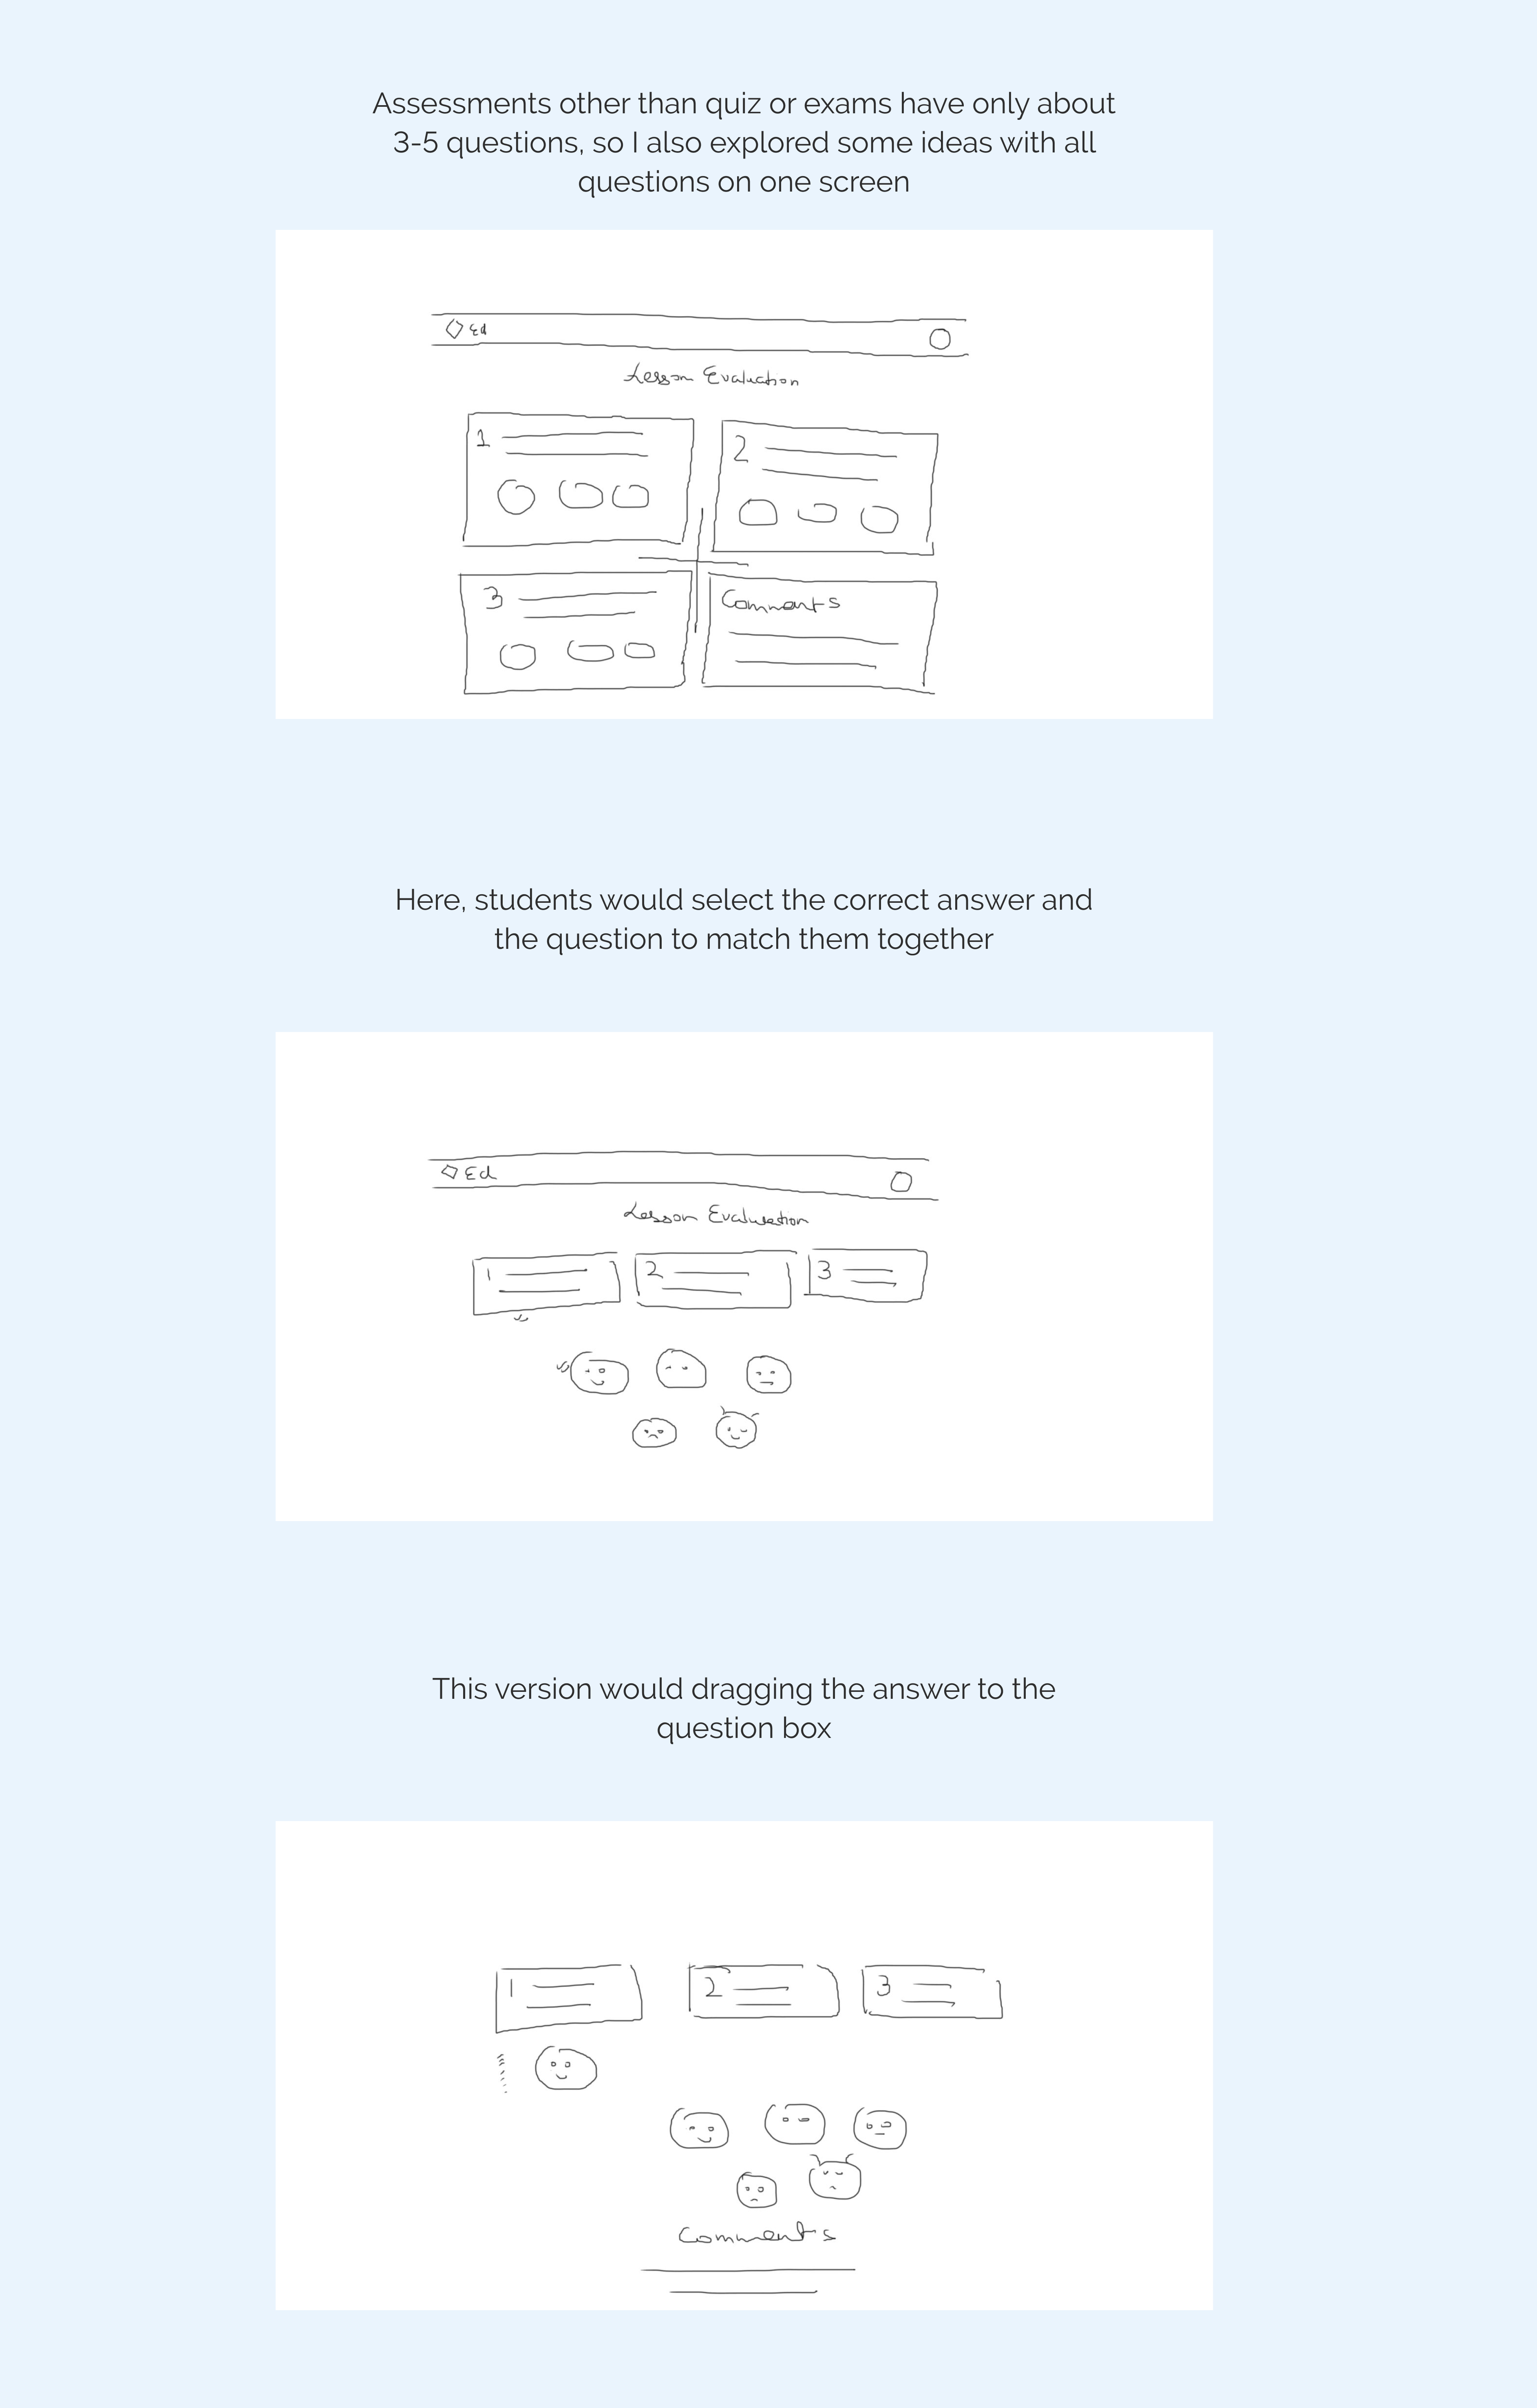 Assessments other than quiz or exams have only about
3-5 questions, so I also explored some ideas with all
questions on one screen
Ed
Lesson Evaluation
1
2
3
Comments
Here, students would select the correct answer and
the question to match them together
Ed
Lesson Evaluation
1
2
3
This version would dragging the answer to the
question box
1
2
3
Comments